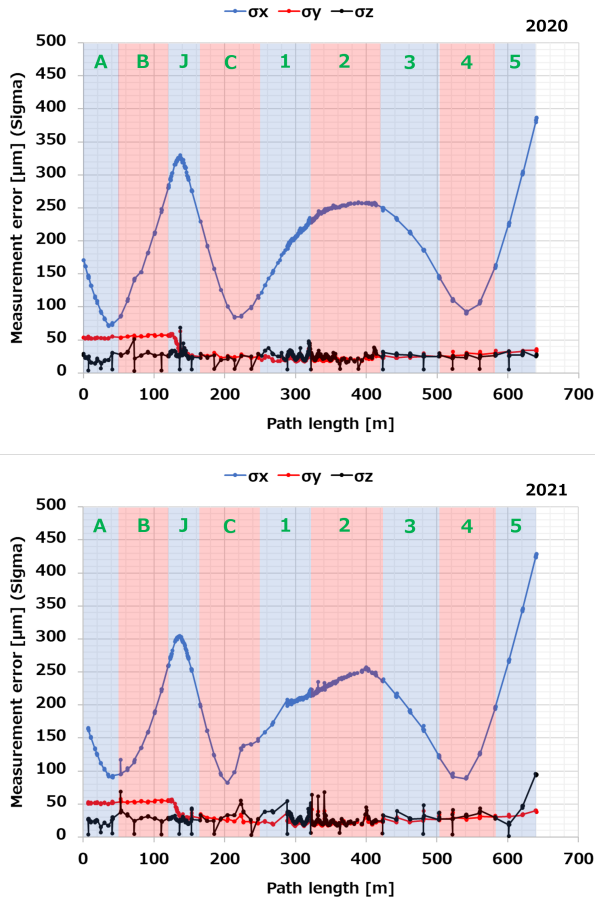 σx σy σz
2020
500
450
400
350
300
250
200
150
100
50
0
Measurement error [μm] (Sigma)
A B J C 1 2 3 4 5
0 100 200 300 400 500 600 700
Path length [m]
σx σy σz
2021
500
450
400
350
300
250
200
150
100
50
0
Measurement error [μm] (Sigma)
A B J C 1 2 3 4 5
0 100 200 300 400 500 600 700
Path length [m]